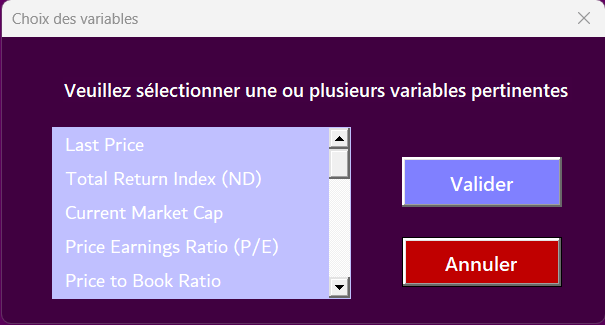 Choix des variables
Veuillez sélectionner une ou plusieurs variables pertinentes
Last Price
Total Return Index (ND)
Current Market Cap
Price Earnings Ratio (P/E)
Price to Book Ratio
Valider
Annuler